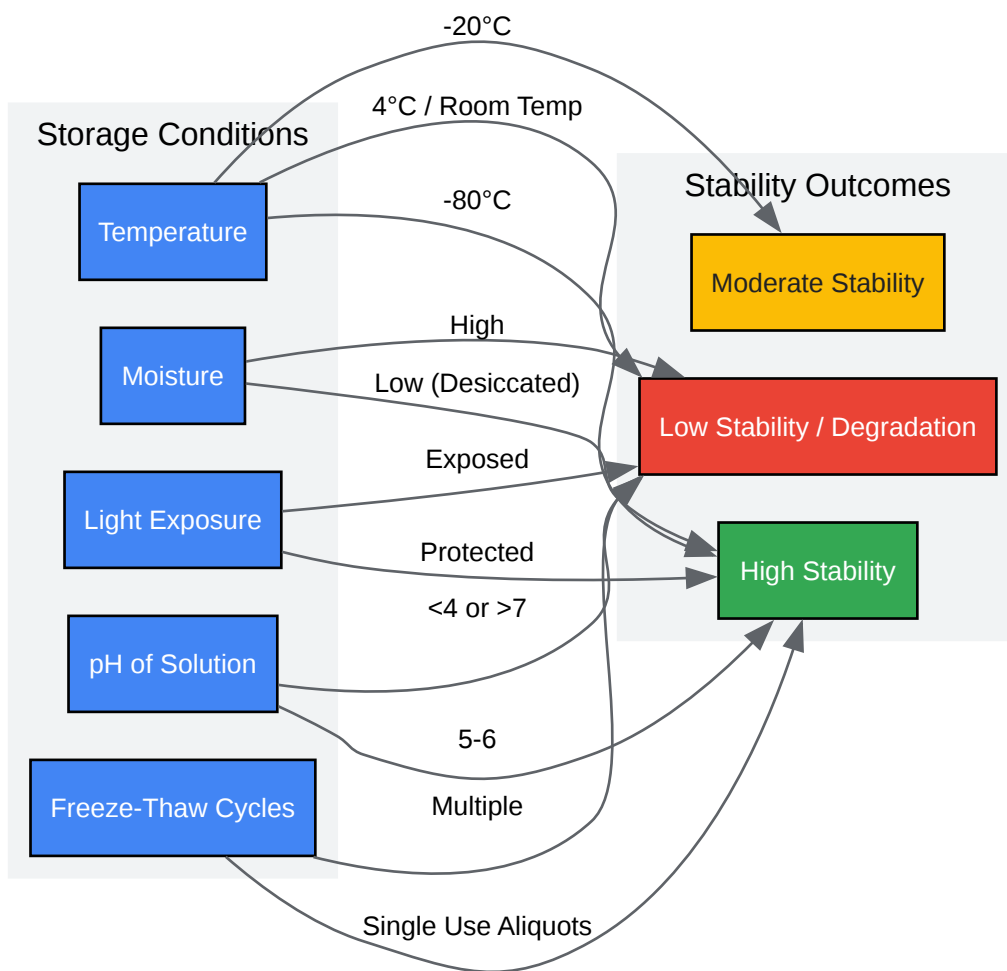 -20°C
4°C / Room Temp
Storage Conditions
Stability Outcomes
-80°C
Temperature
Moderate Stability
High
Moisture
Low (Desiccated)
Low Stability / Degradation
Exposed
Light Exposure
Protected
High Stability
<4 or >7
pH of Solution
5-6
Freeze-Thaw Cycles
Multiple
Single Use Aliquots